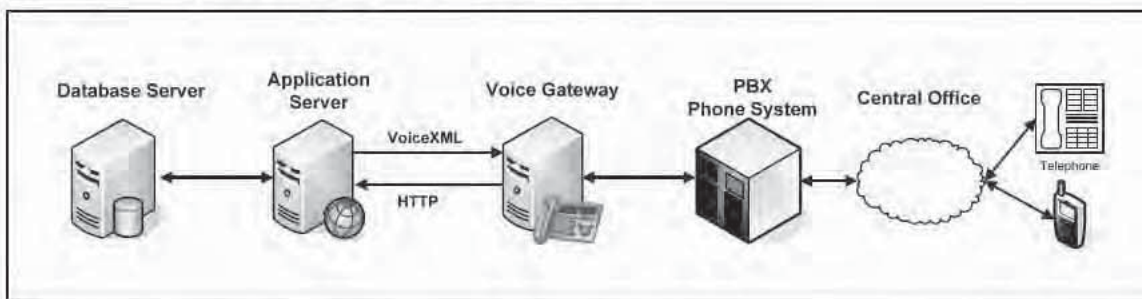 Database Server
Application
Server
VoiceXML
HTTP
Voice Gateway
PBX
Phone System
Central Office
Telephone